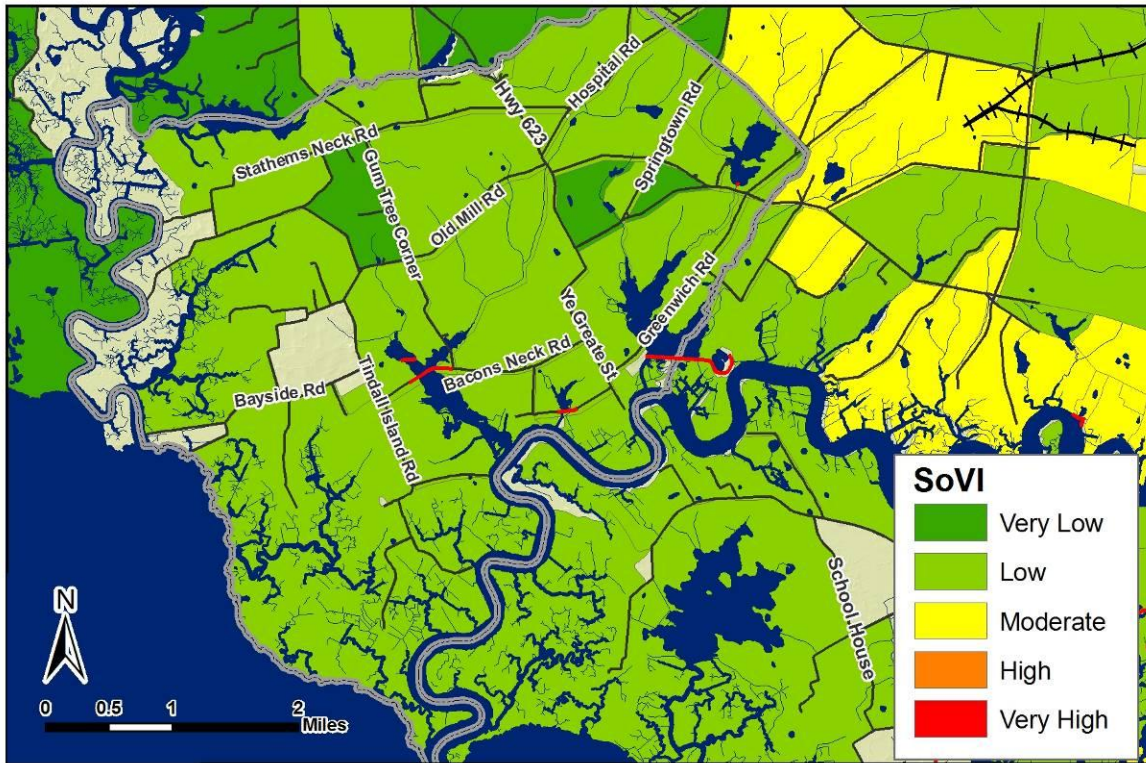 Hospital Rd
Hwy 623
Springtown Rd
Stathems Neck Rd
Gum Tree Corner
Old Mill Rd
Greenwich Rd
Ye Greate St
Bacons Neck Rd
Bayside Rd
Tindall Island Rd
School House
N
0 0.5 1 2
Miles
SoVI
Very Low
Low
Moderate
High
Very High